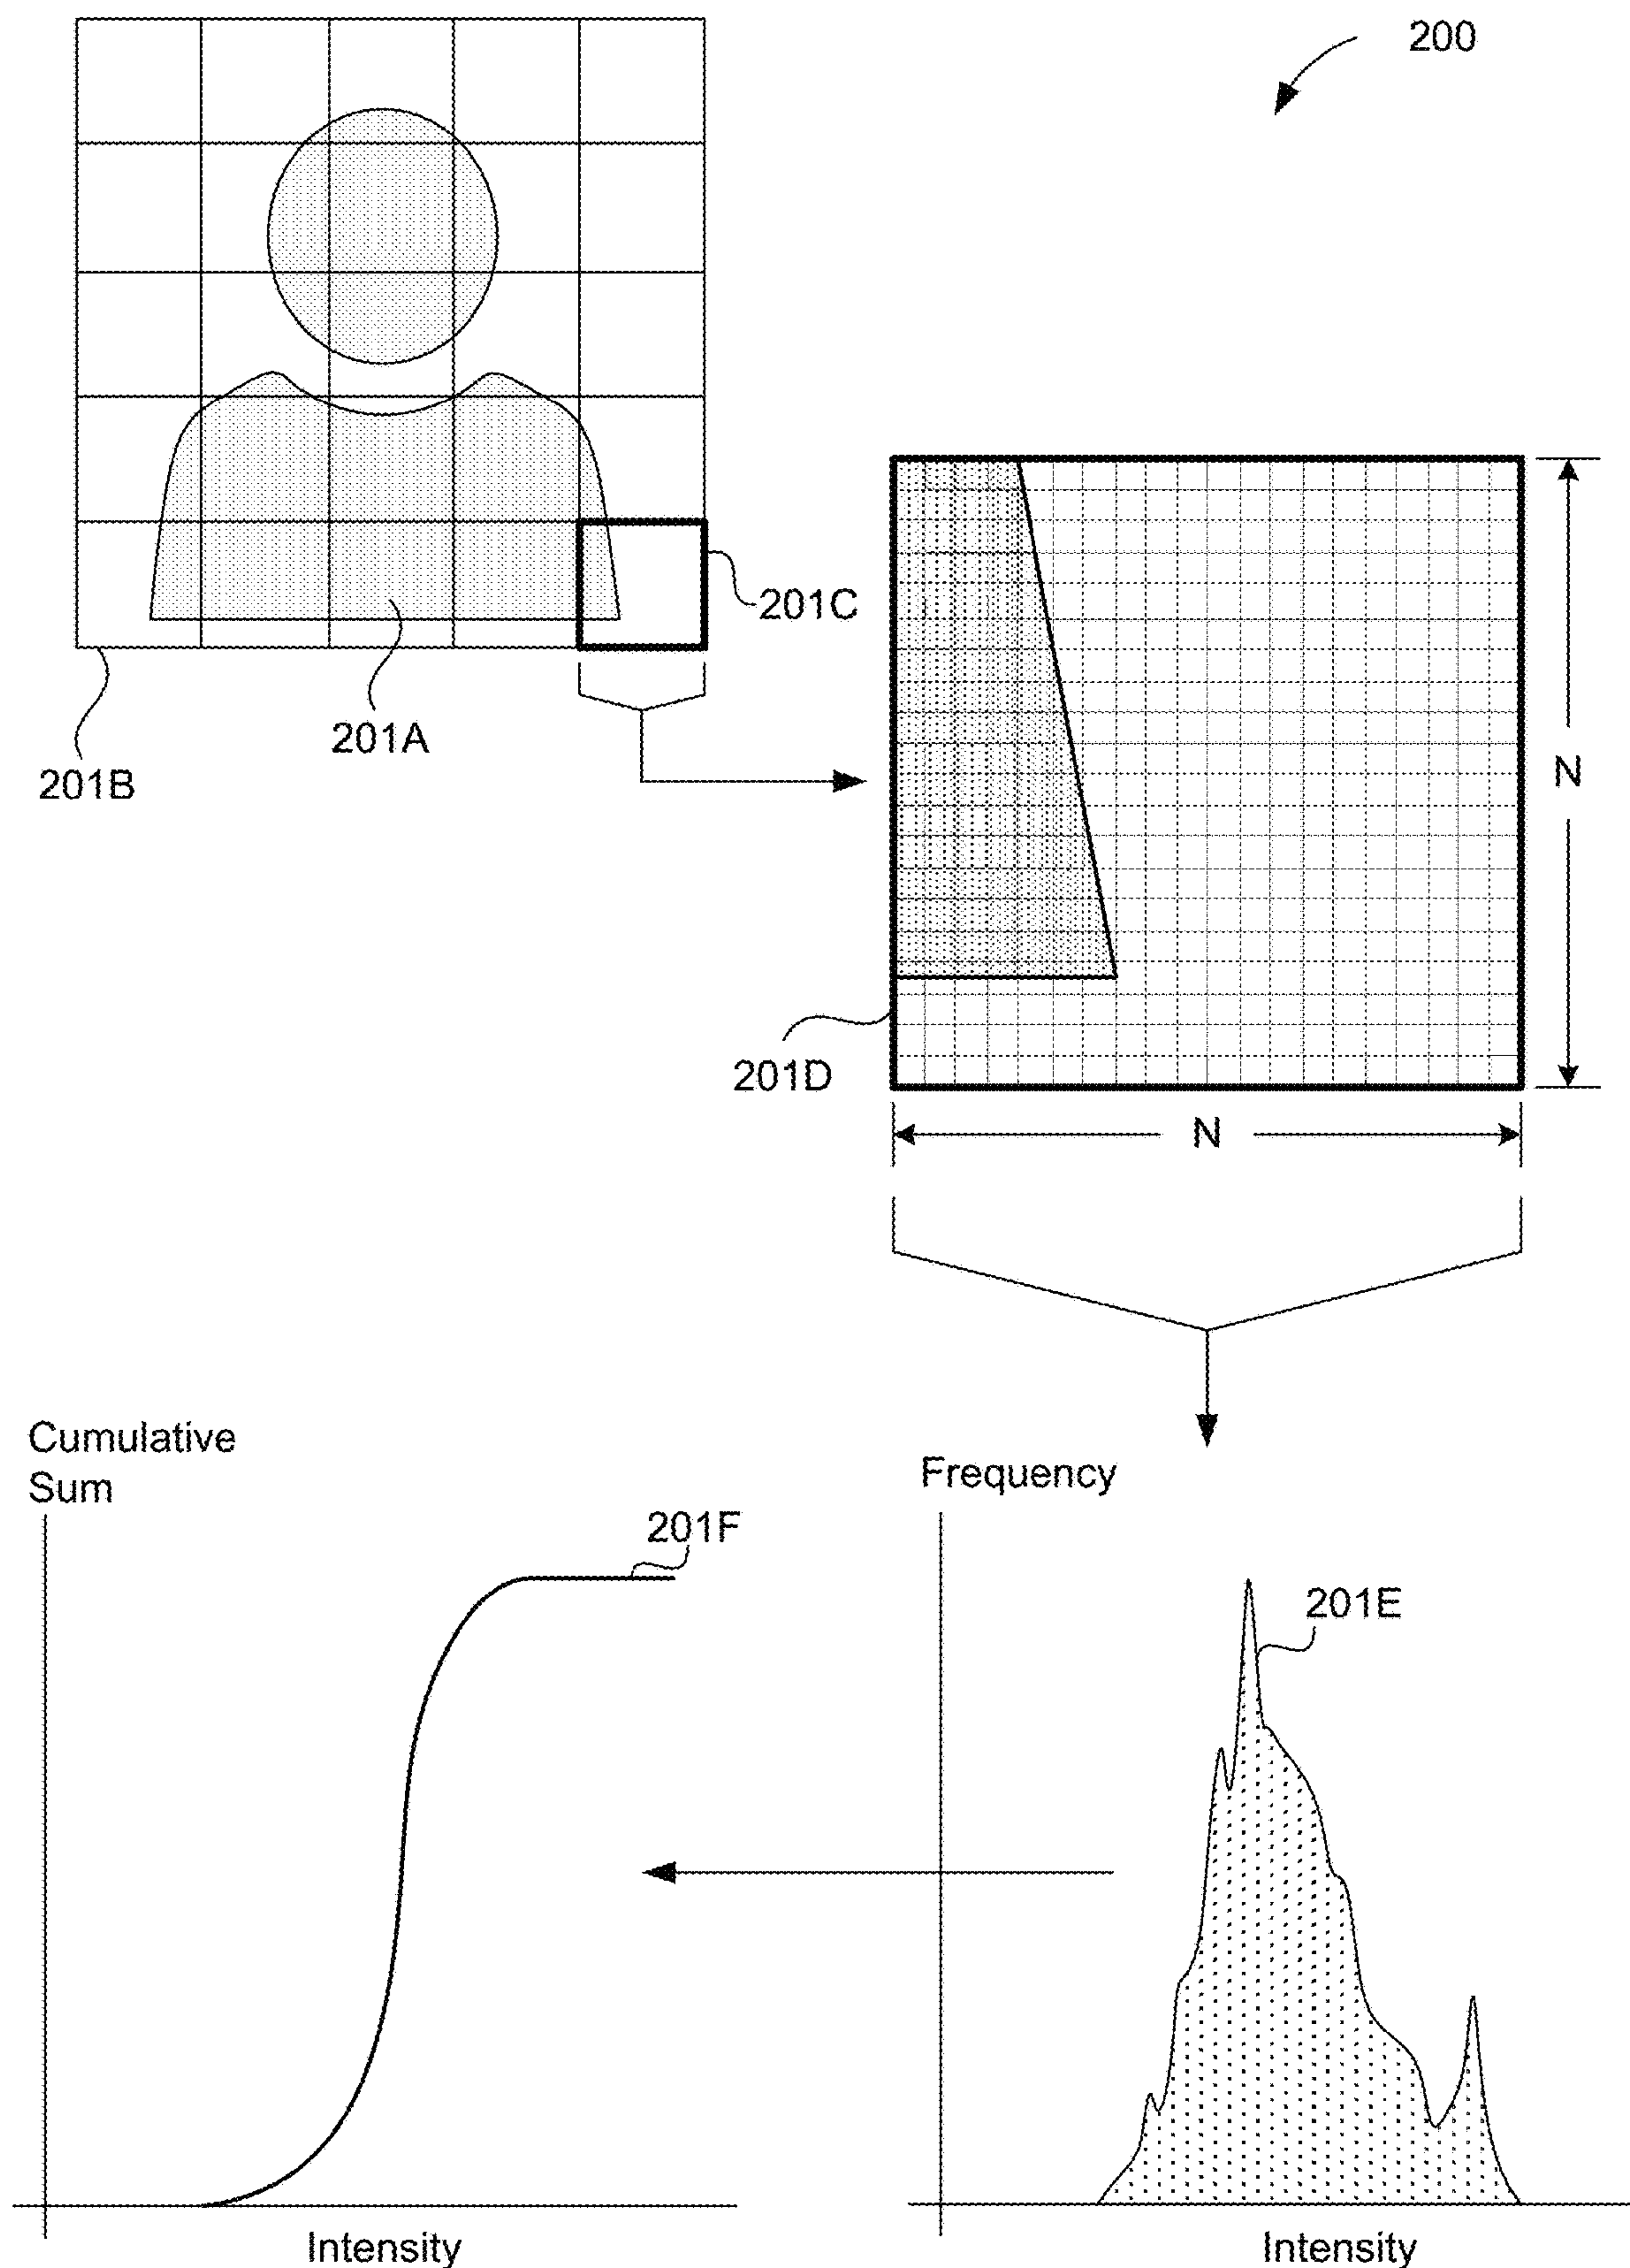 200
201C
201A
201B
N
201D
N
Cumulative
Sum
Frequency
201F
201E
Intensity
Intensity